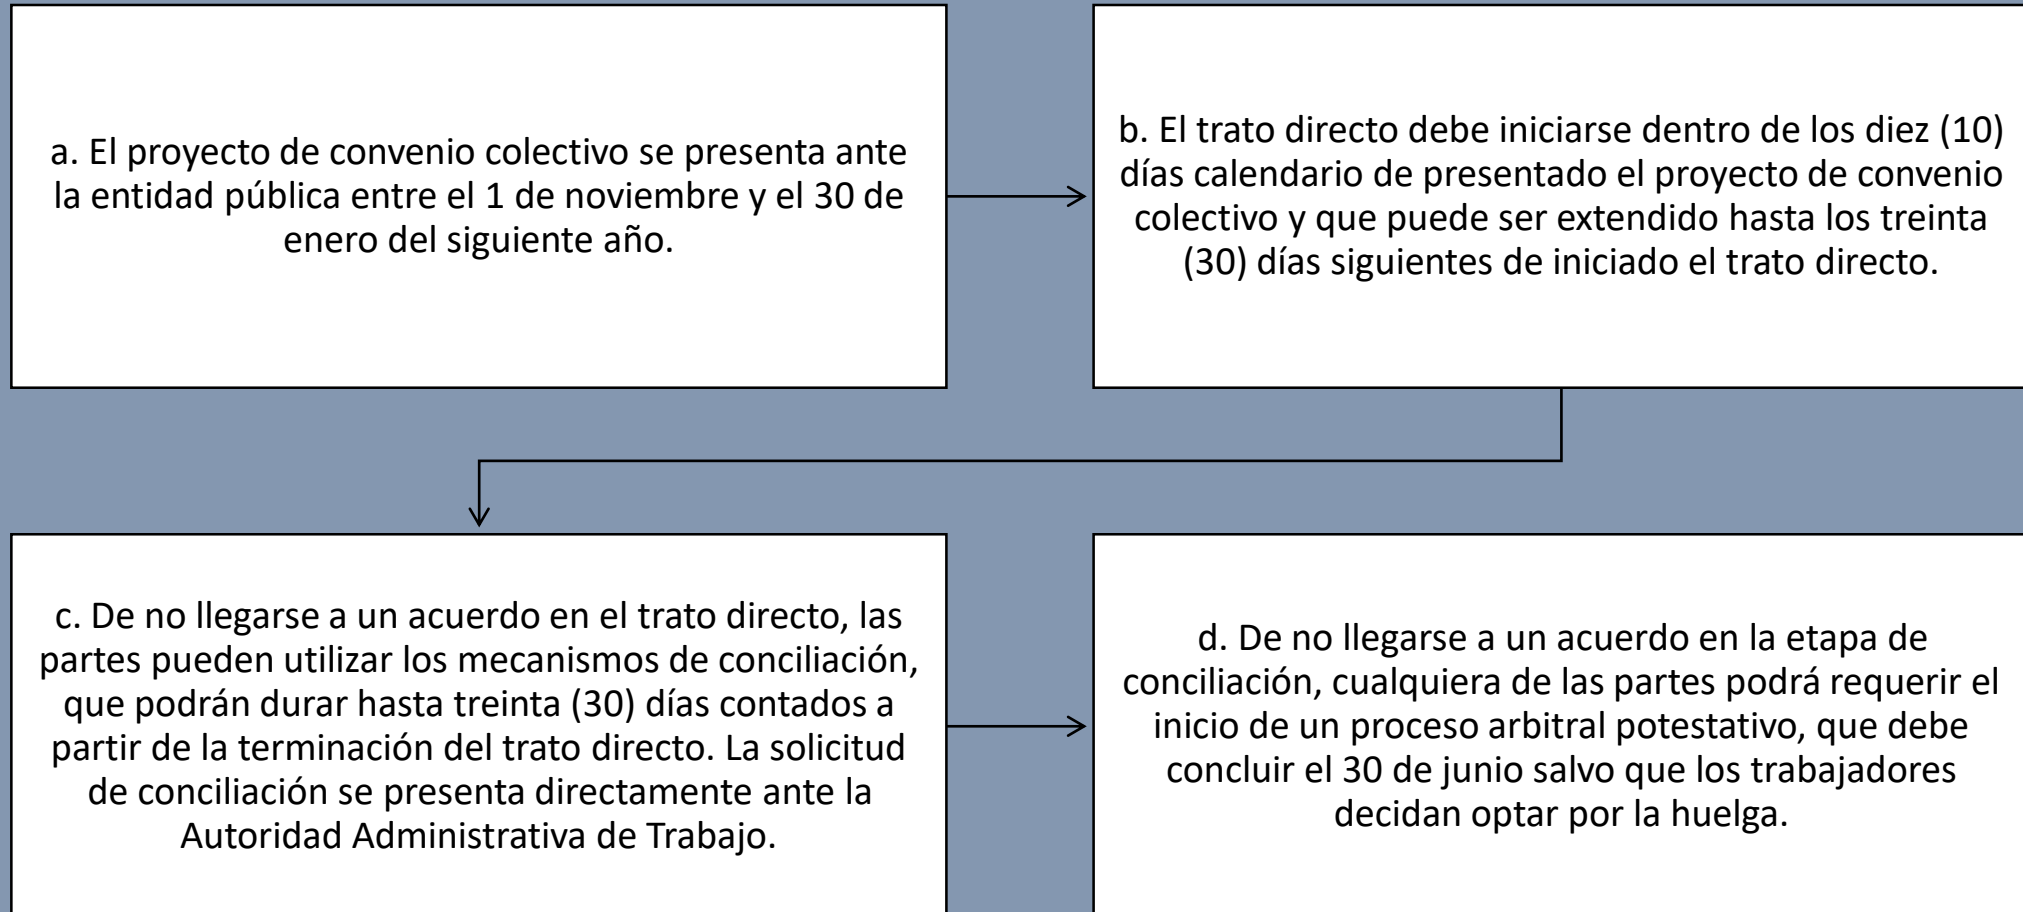 a. El proyecto de convenio colectivo se presenta ante
la entidad pública entre el 1 de noviembre y el 30 de
enero del siguiente año.
b. El trato directo debe iniciarse dentro de los diez (10)
días calendario de presentado el proyecto de convenio
colectivo y que puede ser extendido hasta los treinta
(30) días siguientes de iniciado el trato directo.
c. De no llegarse a un acuerdo en el trato directo, las
partes pueden utilizar los mecanismos de conciliación,
que podrán durar hasta treinta (30) días contados a
partir de la terminación del trato directo. La solicitud
de conciliación se presenta directamente ante la
Autoridad Administrativa de Trabajo.
d. De no llegarse a un acuerdo en la etapa de
conciliación, cualquiera de las partes podrá requerir el
inicio de un proceso arbitral potestativo, que debe
concluir el 30 de junio salvo que los trabajadores
decidan optar por la huelga.